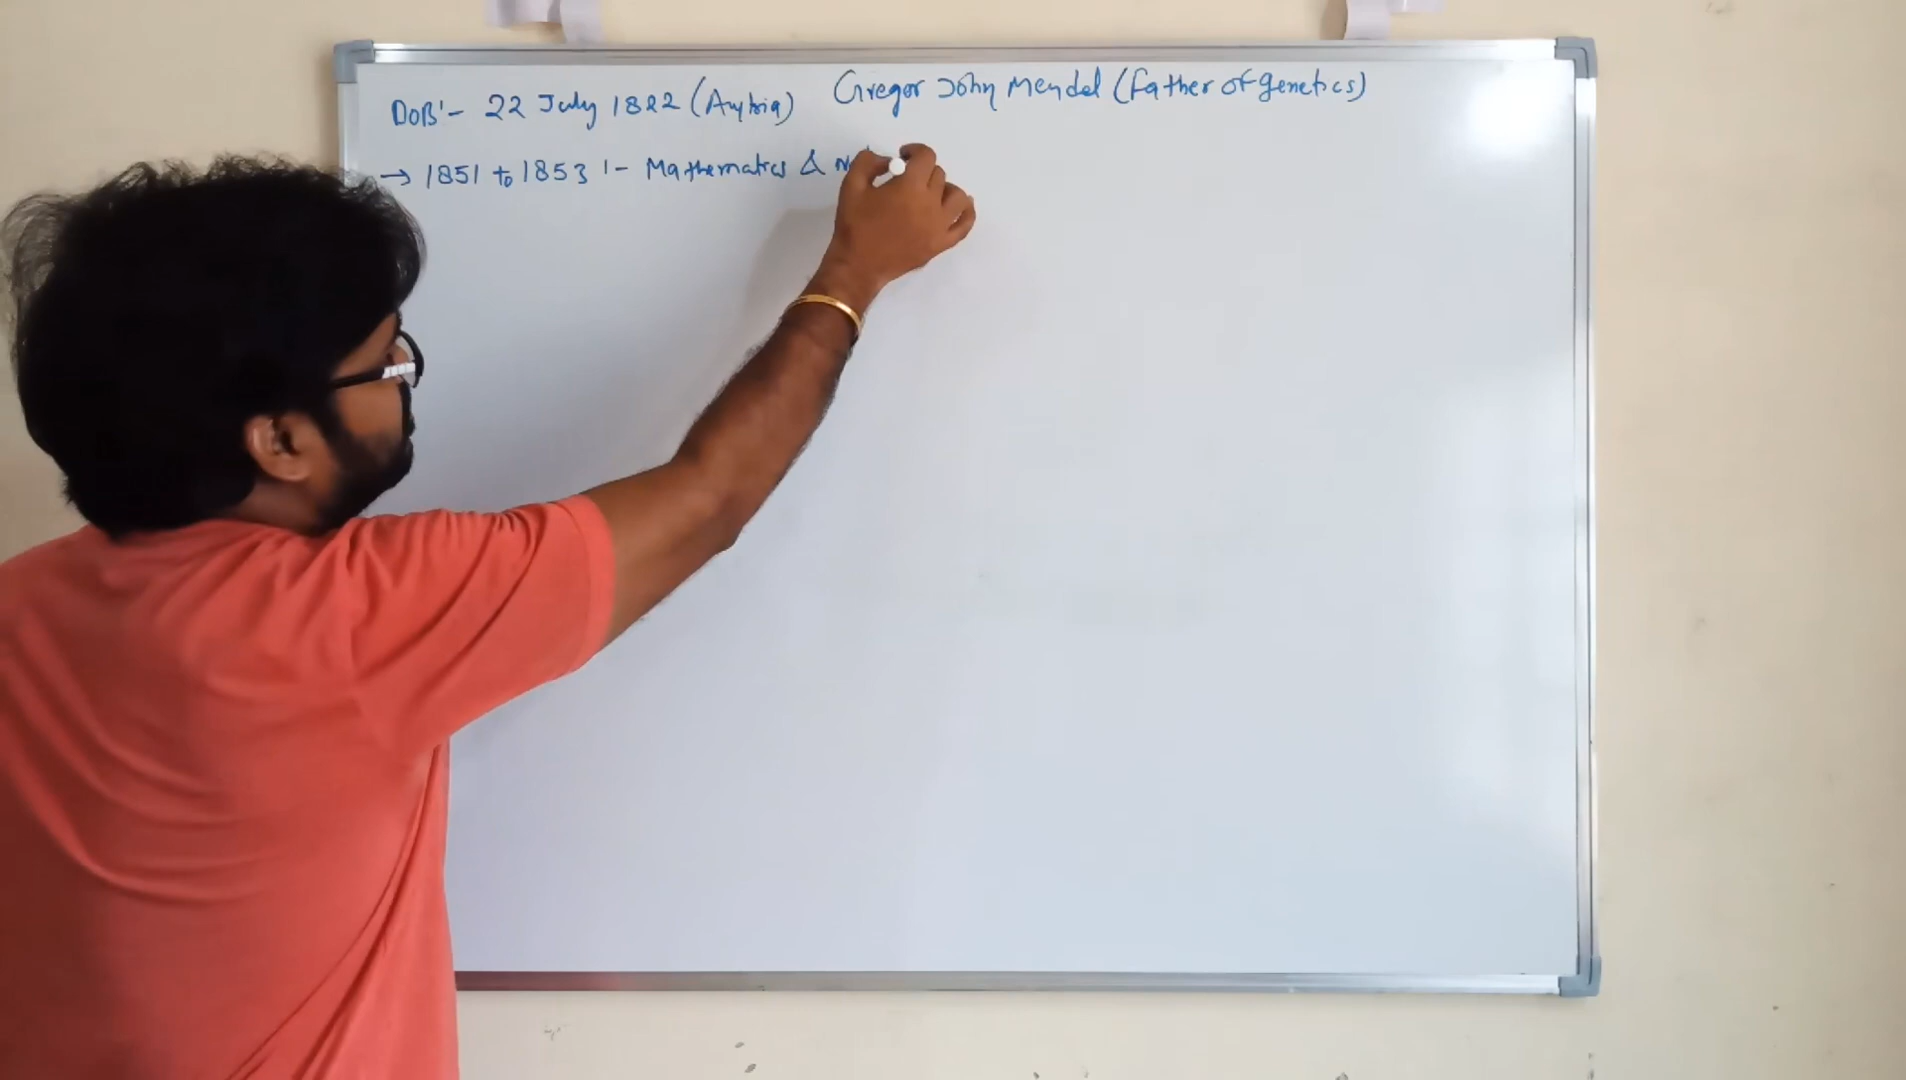 Gregor John Mendel (Father of genetics)
DOB:- 22 July 1822 (Austria)
→ 1851 to 1853 :- Mathematics &